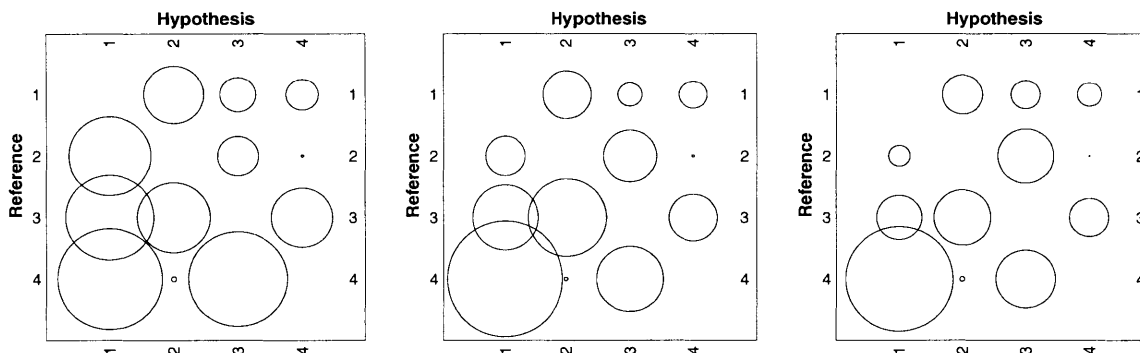 Hypothesis Hypothesis Hypothesis
1 2 3 4 1 2 3 4 1 2 3 4
1 1 1 1 1 1
Reference Reference Reference
2 2 2 2 2 2
3 3 3 3 3 3
4 4 4 4 4 4
1 2 3 4 1 2 3 4 1 2 3 4